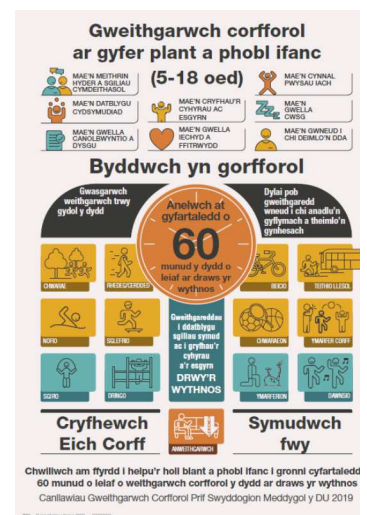 Gweithgarwch corfforol
ar gyfer plant a phobl ifanc
(5-18 oed)
MAE'N MEITHRIN
HYDER A SGILIAU
CYMDEITHASOL
MAE'N CYNNAL
PWYSAU IACH
MAE'N DATBLYGU
CYDSYMUDIAD
MAE'N CRYFHAU'R
CYHYRAU AC
ESGYRN
MAE'N
GWELLA
CWSG
MAE'N GWELLA
CANOLBWYNTIO A
DYSGU
MAE'N GWELLA
IECHYD A
FFITRWYDD
MAE'N GWNEUD I
CHI DEIMLO'N DDA
Byddwch yn gorfforol
Gwasgarwch
weithgarwch trwy
gydol y dydd
Anelwch at
gyfartaledd o
60
munud y dydd o
leiaf ar draws yr
wythnos
Dylai pob
gweithgaredd
wneud i chi anadlu'n
gyflymach a theimlo'n
gynhesach
CHWARAE
RHEDEG/CERDDED
BEICIO
TEITHIO LLESOL
Gweithgareddau
i ddatblygu
sgiliau symud
ac i gryfhau'r
cyhyrau
a'r esgyrn
DRWY'R
WYTHNOS
NOFIO
SGLEFRIO
CHWARAEON
YMARFER CORFF
SGIPIO
DRINGO
YMARFERION
DAWNSIO
Cryfhewch
Eich Corff
ANWEITHGARWCH
Symudwch
fwy
Chwiliwch am ffyrdd i helpu'r holl blant a phobl ifanc i gronni cyfartaledd
60 munud o leiaf o weithgarwch corfforol y dydd ar draws yr wythnos
Canllawiau Gweithgarwch Corfforol Prif Swyddogion Meddygol y DU 2019